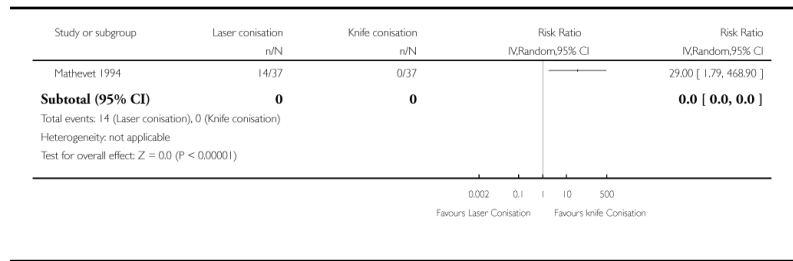 Study or subgroup Laser conisation Knife conisation Risk Ratio Risk Ratio
n/N n/N IV,Random,95% CI IV,Random,95% CI
Mathevet 1994 14/37 0/37 29.00 [ 1.79, 468.90 ]
Subtotal (95% CI) 0 0 0.0 [ 0.0, 0.0 ]
Total events: 14 (Laser conisation), 0 (Knife conisation)
Heterogeneity: not applicable
Test for overall effect: Z = 0.0 (P < 0.00001)
0.002 0.1 1 10 500
Favours Laser Conisation Favours knife Conisation